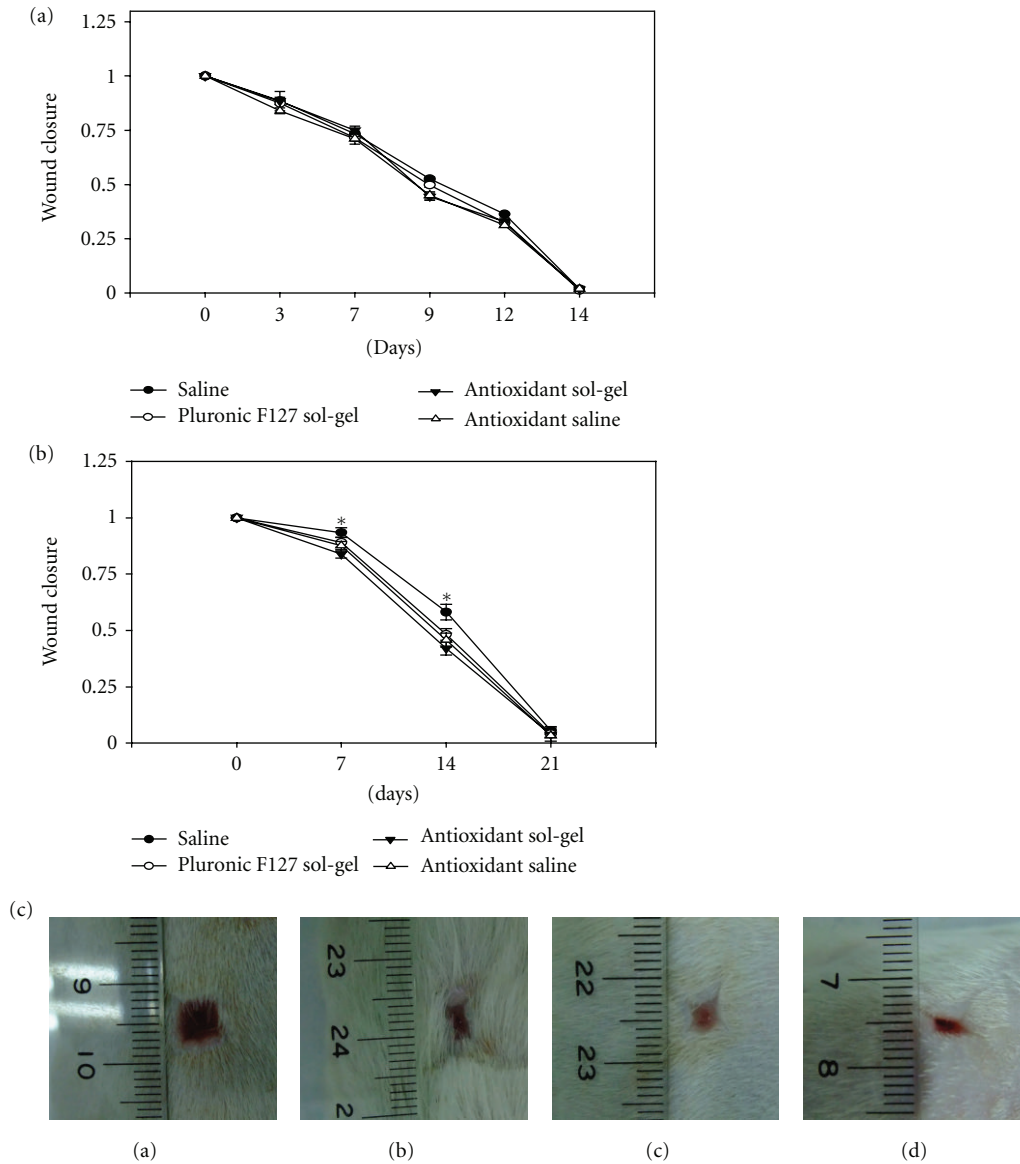 (a)
1.25
1
0.75
0.5
0.25
0
Wound closure
0 3 7 9 12 14
(Days)
Saline
Pluronic F127 sol-gel
Antioxidant sol-gel
Antioxidant saline
(b)
1.25
1
0.75
0.5
0.25
0
Wound closure
* *
0 7 14 21
(days)
Saline
Pluronic F127 sol-gel
Antioxidant sol-gel
Antioxidant saline
(c)
9
10
23
24
2
22
23
7
8
(a) (b) (c) (d)